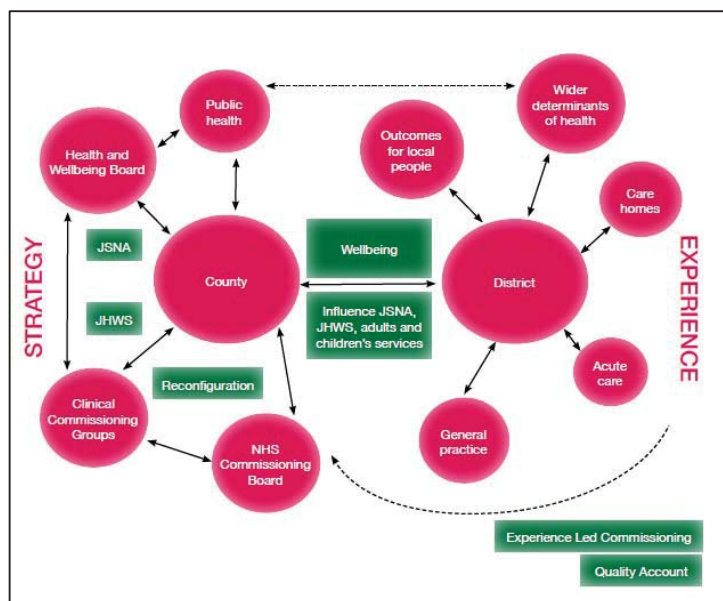 Public
health
Wider
determinants
of health
Outcomes
for local
people
Health and
Wellbeing Board
Care
homes
STRATEGY
JSNA
County
Wellbeing
District
EXPERIENCE
JHWS
Influence JSNA,
JHWS, adults and
children's services
Reconfiguration
Acute
care
Clinical
Commissioning
Groups
General
practice
NHS
Commissioning
Board
Experience Led Commissioning
Quality Account